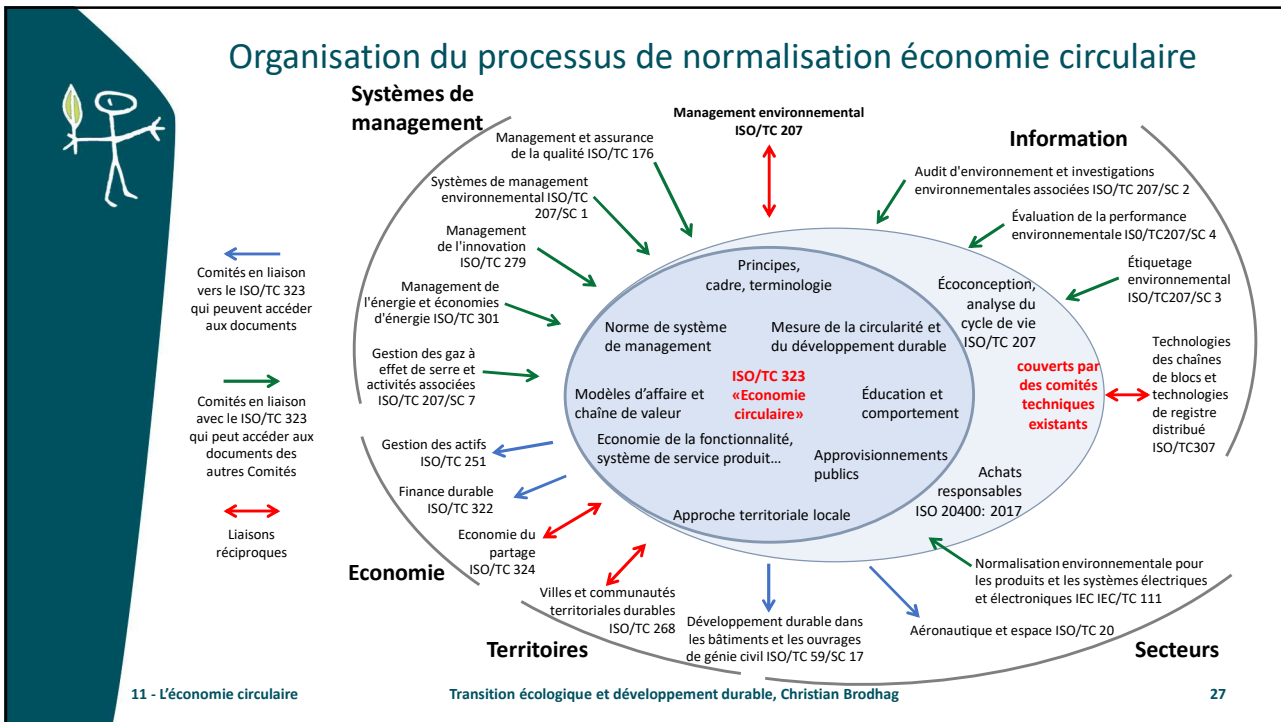 Organisation du processus de normalisation économie circulaire
Systèmes de
management
Management et assurance
de la qualité ISO/TC 176
Systèmes de management
environmental ISO/TC
207/SC 1
Management
de l'innovation
ISO/TC 279
Management de
l'énergie et économies
d'énergie ISO/TC 301
Gestion des gaz à
effet de serre et
activités associées
ISO/TC 207/SC 7
Management environnemental
ISO/TC 207
Information
Audit d'environnement et investigations
environnementales associées ISO/TC 207/SC 2
Évaluation de la performance
environnementale IS0/TC207/SC 4
Étiquetage
environnemental
ISO/TC207/SC 3
Technologies
des chaînes
de blocs et
technologies
de registre
distribué
ISO/TC307
Comités en liaison
vers le ISO/TC 323
qui peuvent accéder
aux documents
Comités en liaison
avec le ISO/TC 323
qui peut accéder aux
documents des
autres Comités
Liaisons
réciproques
Principes,
cadre, terminologie
Norme de système
de management
Mesure de la circularité et
du développement durable
ISO/TC 323
«Economie
circulaire»
Modèles d’affaire et
chaîne de valeur
Éducation et
comportement
Economie de la fonctionnalité,
système de service produit…
Approvisionnements
publics
Approche territoriale locale
Écoconception,
analyse du
cycle de vie
ISO/TC 207
couverts par
des comités
techniques
existants
Achats
responsables
ISO 20400: 2017
Gestion des actifs
ISO/TC 251
Finance durable
ISO/TC 322
Economie du
partage
ISO/TC 324
Economie
Villes et communautés
territoriales durables
ISO/TC 268
Territoires
Développement durable dans
les bâtiments et les ouvrages
de génie civil ISO/TC 59/SC 17
Normalisation environnementale pour
les produits et les systèmes électriques
et électroniques IEC IEC/TC 111
Aéronautique et espace ISO/TC 20
Secteurs
11 - L’économie circulaire
Transition écologique et développement durable, Christian Brodhag
27